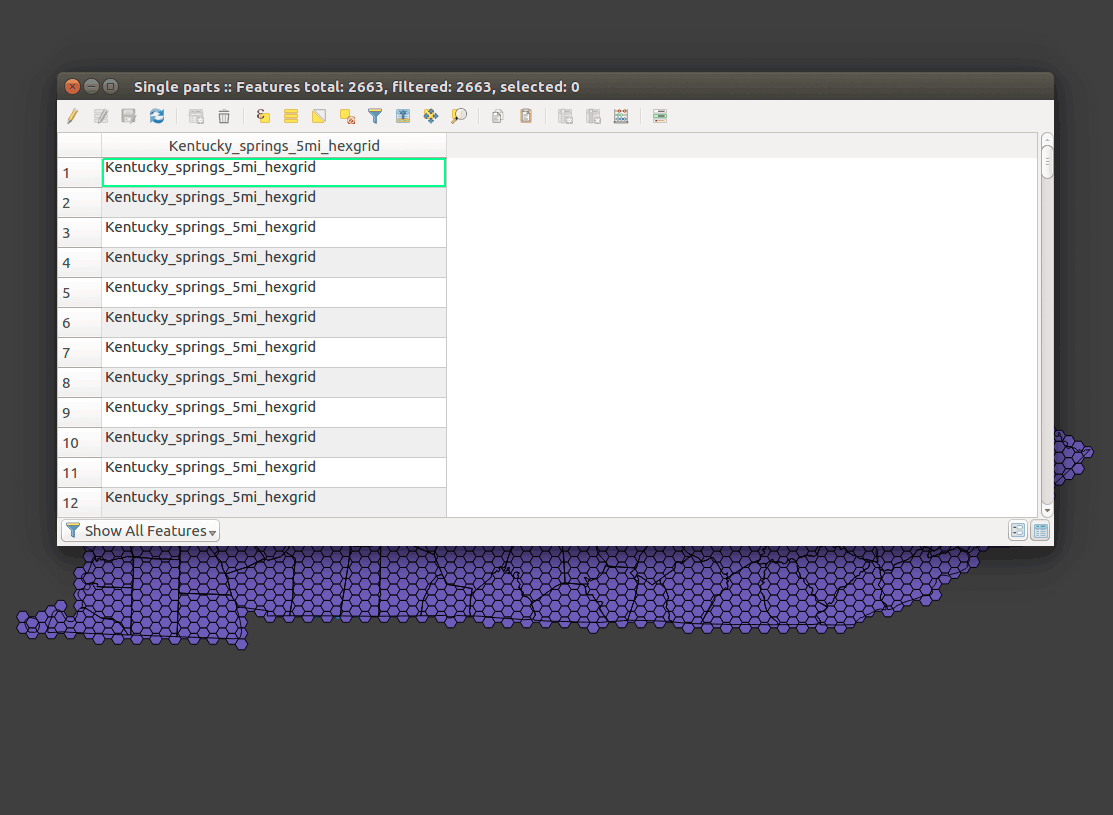 Single parts :: Features total: 2663, filtered: 2663, selected: 0
Kentucky_springs_5mi_hexgrid
1 Kentucky_springs_5mi_hexgrid
2 Kentucky_springs_5mi_hexgrid
3 Kentucky_springs_5mi_hexgrid
4 Kentucky_springs_5mi_hexgrid
5 Kentucky_springs_5mi_hexgrid
6 Kentucky_springs_5mi_hexgrid
7 Kentucky_springs_5mi_hexgrid
8 Kentucky_springs_5mi_hexgrid
9 Kentucky_springs_5mi_hexgrid
10 Kentucky_springs_5mi_hexgrid
11 Kentucky_springs_5mi_hexgrid
12 Kentucky_springs_5mi_hexgrid
Show All Features